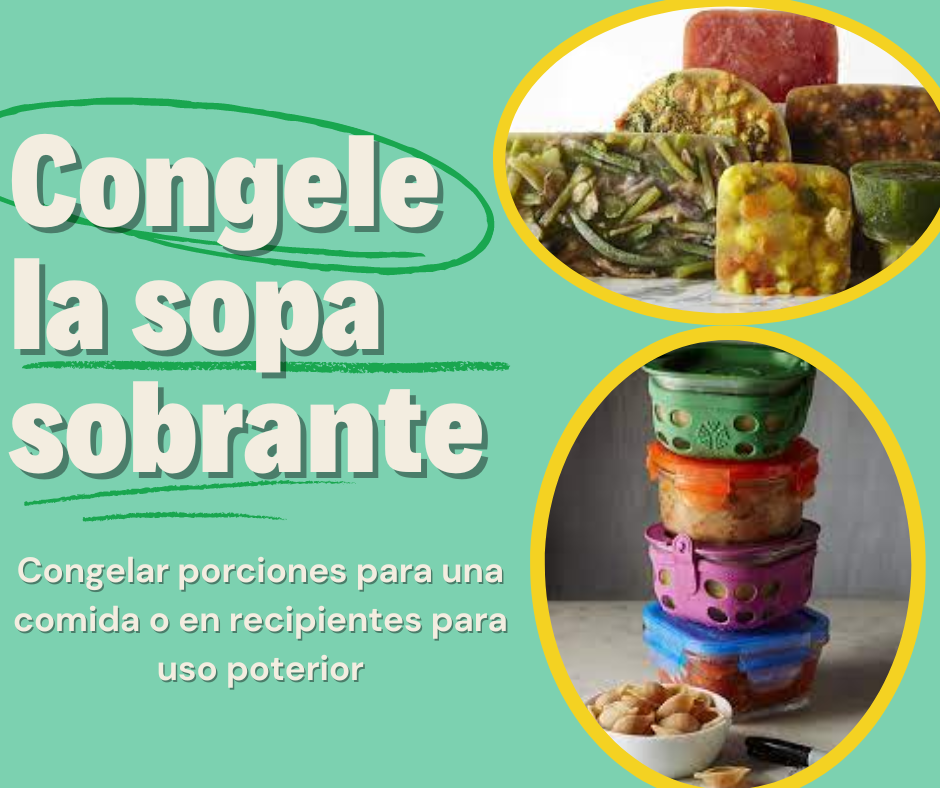 Congele
la sopa
sobrante
Congelar porciones para una
comida o en recipientes para
uso poterior